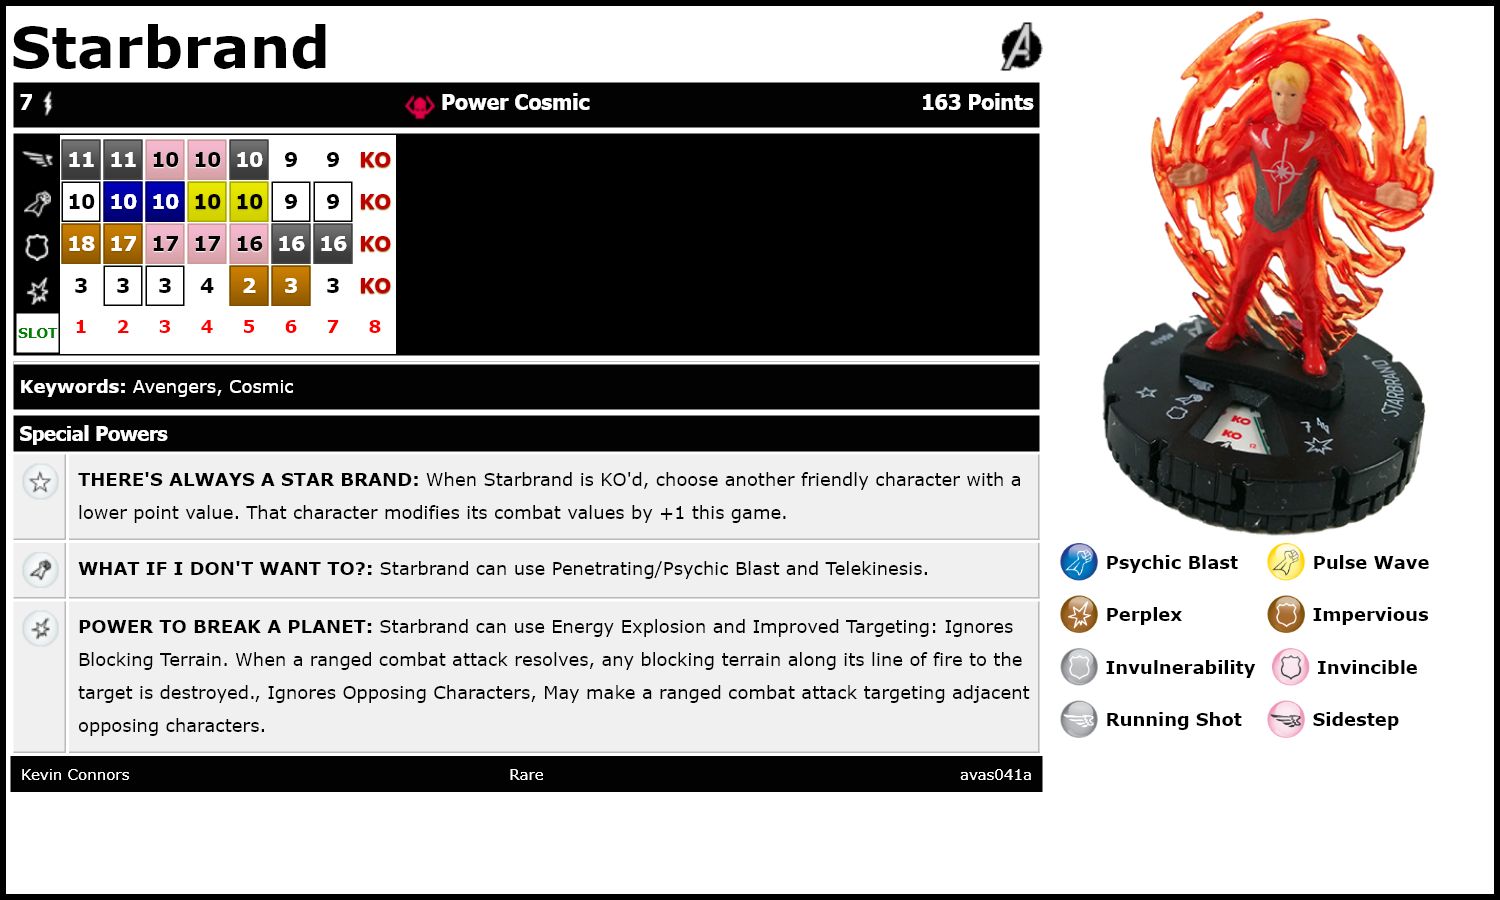 Starbrand
7 Power Cosmic 163 Points
11 11 10 10 10 9 9 KO
10 10 10 10 10 9 9 KO
18 17 17 17 16 16 16 KO
3 3 3 4 2 3 3 KO
SLOT 1 2 3 4 5 6 7 8
Keywords: Avengers, Cosmic
Special Powers
THERE'S ALWAYS A STAR BRAND: When Starbrand is KO'd, choose another friendly character with a
lower point value. That character modifies its combat values by +1 this game.
WHAT IF I DON'T WANT TO?: Starbrand can use Penetrating/Psychic Blast and Telekinesis.
POWER TO BREAK A PLANET: Starbrand can use Energy Explosion and Improved Targeting: Ignores
Blocking Terrain. When a ranged combat attack resolves, any blocking terrain along its line of fire to the
target is destroyed., Ignores Opposing Characters, May make a ranged combat attack targeting adjacent
opposing characters.
Kevin Connors Rare avas041a
STARBRAND
7
KO
KO
Psychic Blast Pulse Wave
Perplex Impervious
Invulnerability Invincible
Running Shot Sidestep